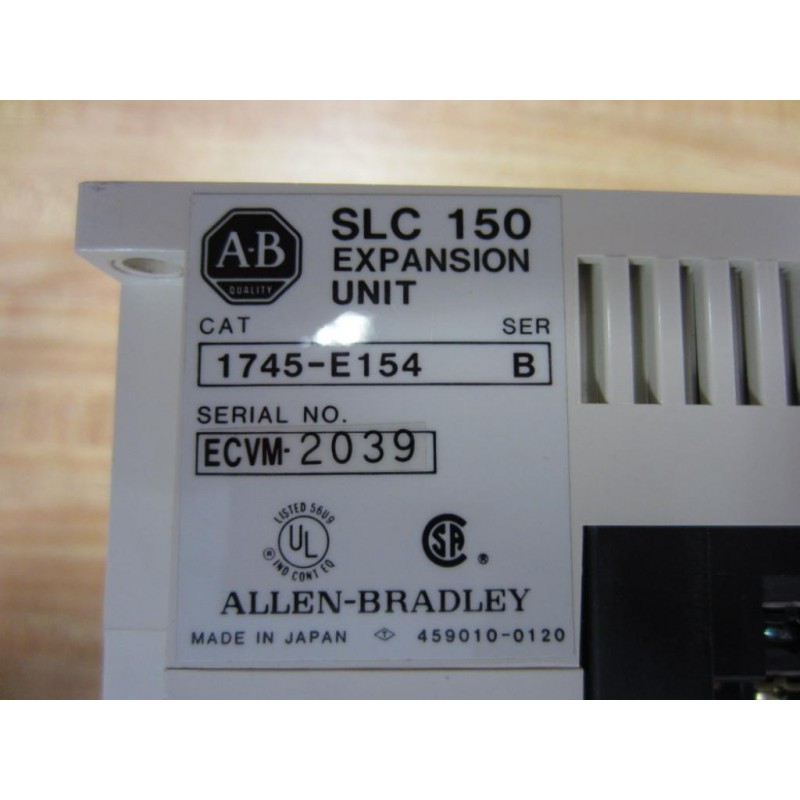 A-B
QUALITY
SLC 150
EXPANSION
UNIT
CAT SER
1745-E154 B
SERIAL NO.
ECVM-2039
LISTED 56U9
UL
® IND CONT EQ
SA ®
ALLEN-BRADLEY
MADE IN JAPAN T 459010-0120